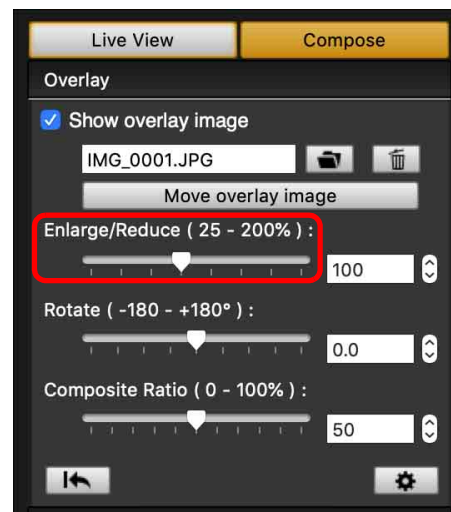 Live View Compose
Overlay
Show overlay image
IMG_0001.JPG
Move overlay image
Enlarge/Reduce ( 25 - 200% ) :
100
Rotate ( -180 - +180° ) :
0.0
Composite Ratio ( 0 - 100% ) :
50